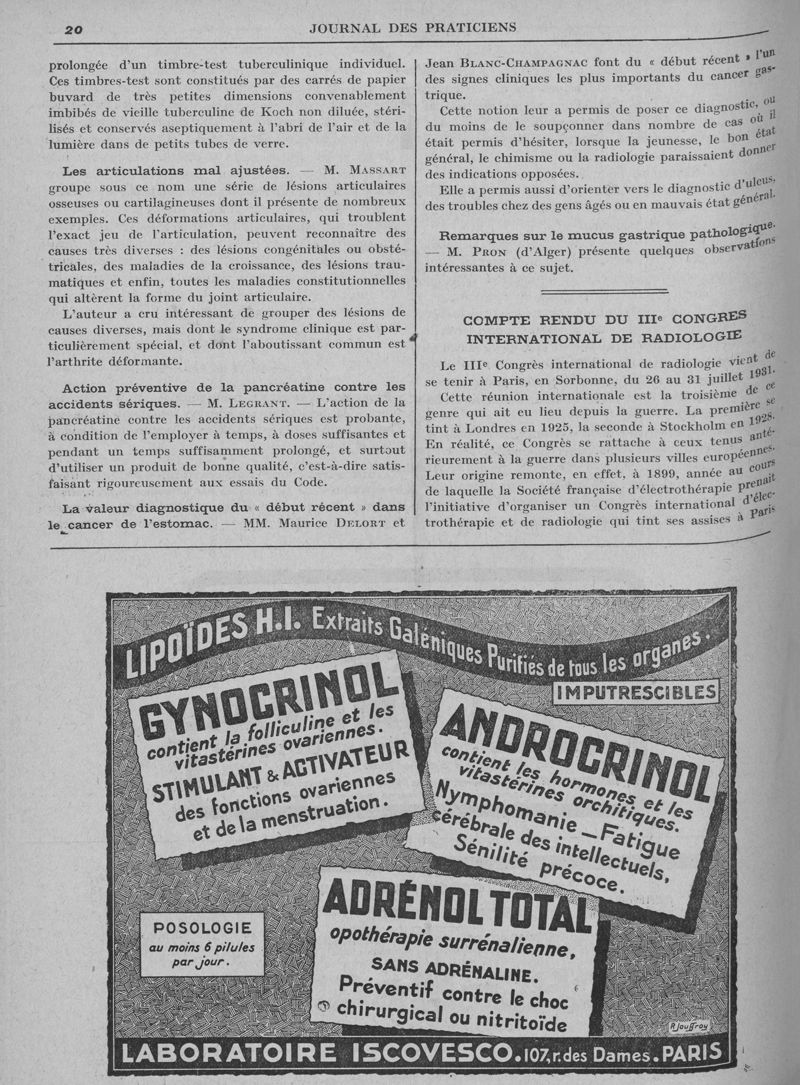 20
JOURNAL DES PRATICIENS
prolongée d'un timbre-test tuberculinique individuel.
Ces timbres-test sont constitués par des carrés de papier
buvard de très petites dimensions convenablement
imbibés de vieille tuberculine de Koch non diluée, stéri-
lisés et conservés aseptiquement à l'abri de l'air et de la
lumière dans de petits tubes de verre.
Les articulations mal ajustées. — M. MASSART
groupe sous ce nom une série de lésions articulaires
osseuses ou cartilagineuses dont il présente de nombreux
exemples. Ces déformations articulaires, qui troublent
l'exact jeu de l'articulation, peuvent reconnaître des
causes très diverses : des lésions congénitales ou obsté-
tricales, des maladies de la croissance, des lésions trau-
matiques et enfin, toutes les maladies constitutionnelles
qui altèrent la forme du joint articulaire.
L'auteur a cru intéressant de grouper des lésions de
causes diverses, mais dont le syndrome clinique est par-
ticulièrement spécial, et dont l'aboutissant commun est
l'arthrite déformante.
Action préventive de la pancréatine contre les
accidents sériques. — M. LEGRANT. — L'action de la
pancréatine contre les accidents sériques est probante,
à condition de l'employer à temps, à doses suffisantes et
pendant un temps suffisamment prolongé, et surtout
d'utiliser un produit de bonne qualité, c'est-à-dire satis-
faisant rigoureusement aux essais du Code.
La valeur diagnostique du « début récent » dans
le cancer de l'estomac. — MM. Maurice DELORT et
Jean BLANC-CHAMPAGNAC font du « début récent » l'un
des signes cliniques les plus importants du cancer gas-
trique.
Cette notion leur a permis de poser ce diagnostic, ou
du moins de le soupçonner dans nombre de cas où il
était permis d'hésiter, lorsque la jeunesse, le bon état
général, le chimisme ou la radiologie paraissaient donner
des indications opposées.
Elle a permis aussi d'orienter vers le diagnostic d'ulcus,
des troubles chez des gens âgés ou en mauvais état général.
Remarques sur le mucus gastrique pathologique.
— M. PRON (d'Alger) présente quelques observations
intéressantes à ce sujet.
COMPTE RENDU DU IIIe CONGRES
INTERNATIONAL DE RADIOLOGIE
Le IIIe Congrès international de radiologie vient de
se tenir à Paris, en Sorbonne, du 26 au 31 juillet 1931.
Cette réunion internationale est la troisième de ce
genre qui ait eu lieu depuis la guerre. La première se
tint à Londres en 1925, la seconde à Stockholm en 1928.
En réalité, ce Congrès se rattache à ceux tenus anté-
rieurement à la guerre dans plusieurs villes européennes.
Leur origine remonte, en effet, à 1899, année au cours
de laquelle la Société française d'électrothérapie prenait
l'initiative d'organiser un Congrès international d'élec-
trothérapie et de radiologie qui tint ses assises à Paris
LIPOÏDES H.I. Extraits Galéniques Purifiés de tous les organes.
IMPUTRESCIBLES
GYNOCRINOL
contient la folliculine et les
vitastérines ovariennes.
STIMULANT & ACTIVATEUR
des fonctions ovariennes
et de la menstruation.
ANDROCRINOL
contient les hormones et les
vitastérines orchitiques.
Nymphomanie _ Fatigue
cérébrale des intellectuels,
Sénilité précoce.
ADRÉNOL TOTAL
opothérapie surrénalienne,
SANS ADRÉNALINE.
Préventif contre le choc
chirurgical ou nitritoïde
POSOLOGIE
au moins 6 pilules
par jour.
R. Jouffroy
LABORATOIRE ISCOVESCO.107,r.des Dames.PARIS